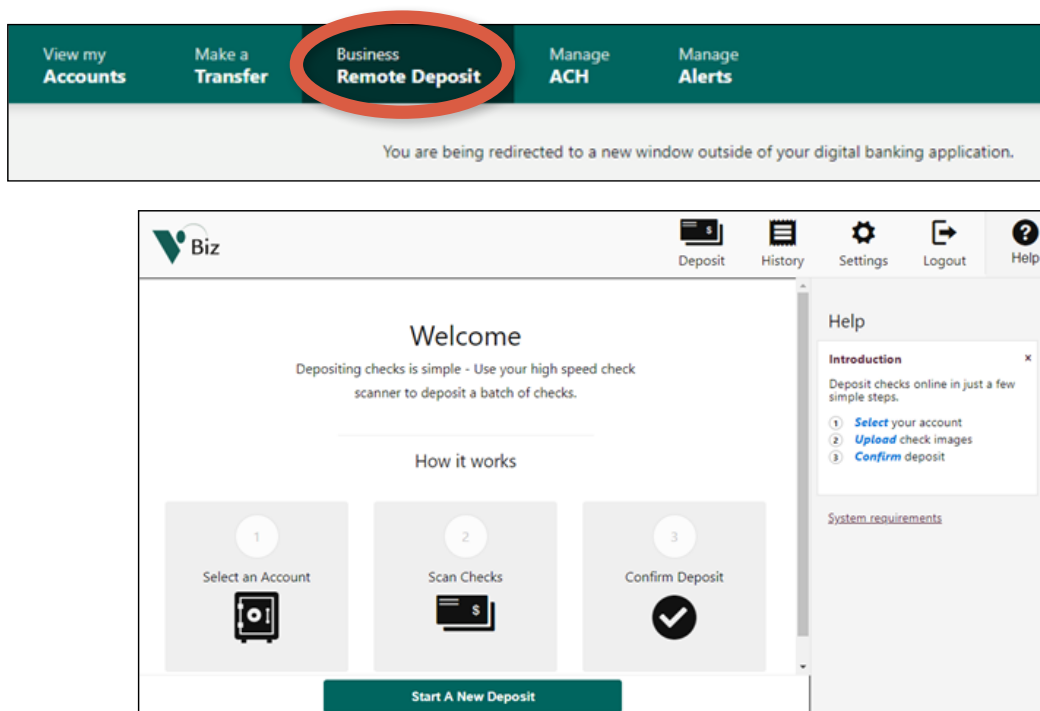 View my Make a Business Manage Manage
Accounts Transfer Remote Deposit ACH Alerts
You are being redirected to a new window outside of your digital banking application.
Biz
Deposit History Settings Logout Help
Welcome
Depositing checks is simple - Use your high speed check
scanner to deposit a batch of checks.
How it works
1 2 3
Select an Account Scan Checks Confirm Deposit
Start A New Deposit
Help
Introduction x
Deposit checks online in just a few
simple steps.
1 Select your account
2 Upload check images
3 Confirm deposit
System requirements